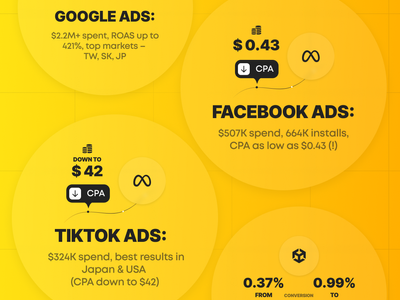 GOOGLE ADS:
$2.2M+ spent, ROAS up to
421%, top markets –
TW, SK, JP
$ 0.43
CPA
FACEBOOK ADS:
$507K spend, 664K installs,
CPA as low as $0.43 (!)
DOWN TO
$ 42
CPA
TIKTOK ADS:
$324K spend, best results in
Japan & USA
(CPA down to $42)
0.37% 0.99%
FROM CONVERSION TO